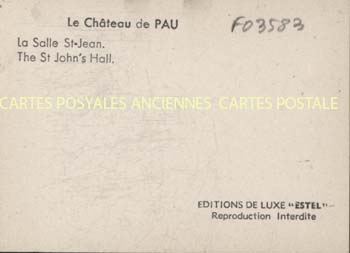 Le Château de PAU
F03583
La Salle St-Jean.
The St John's Hall.
CARTES POSYALES ANCIENNES CARTES POSTALE
EDITIONS DE LUXE "ESTEL"
Reproduction Interdite